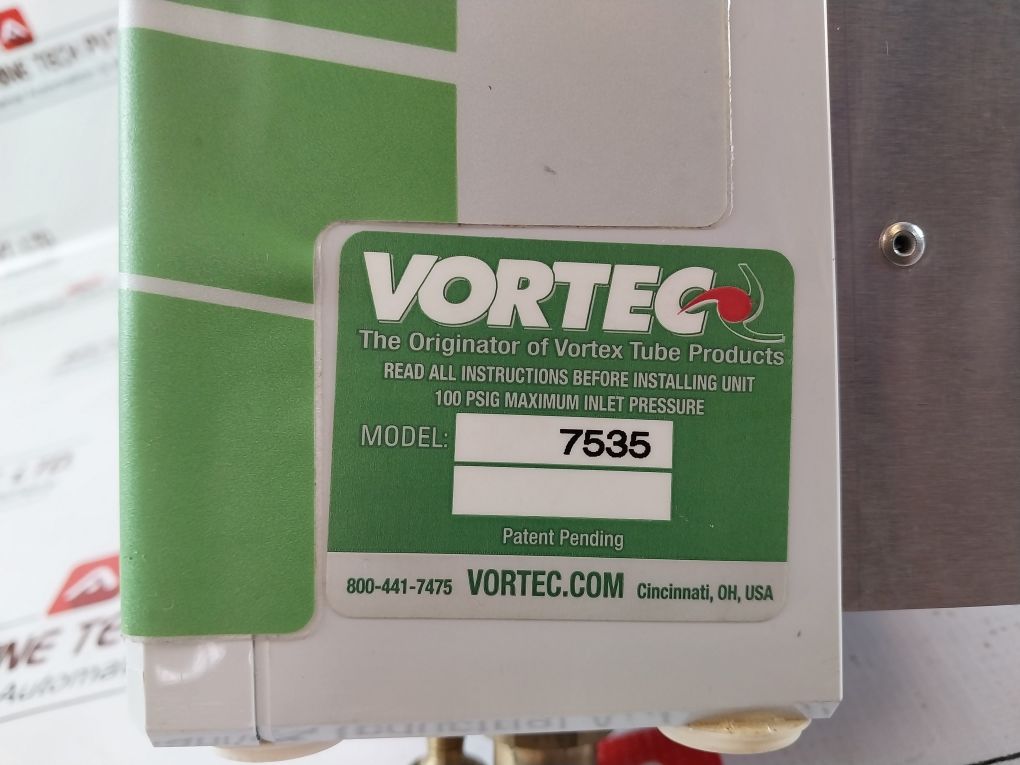 VORTEC
The Originator of Vortex Tube Products
READ ALL INSTRUCTIONS BEFORE INSTALLING UNIT
100 PSIG MAXIMUM INLET PRESSURE
MODEL: 7535
Patent Pending
800-441-7475 VORTEC.COM Cincinnati, OH, USA